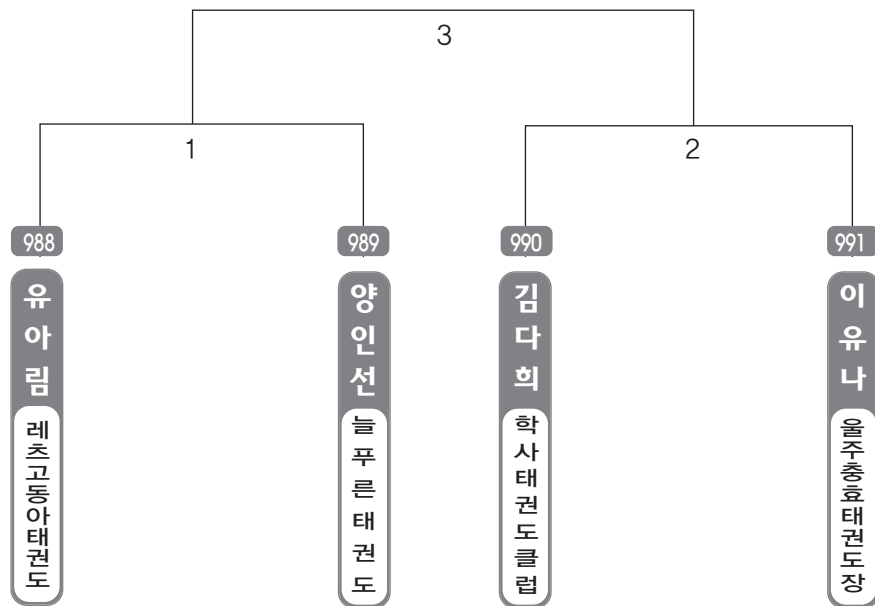 3
1
2
988
유아림
레츠고동아태권도
989
양인선
늘푸른태권도
990
김다희
학사태권도클럽
991
이유나
울주충효태권도장